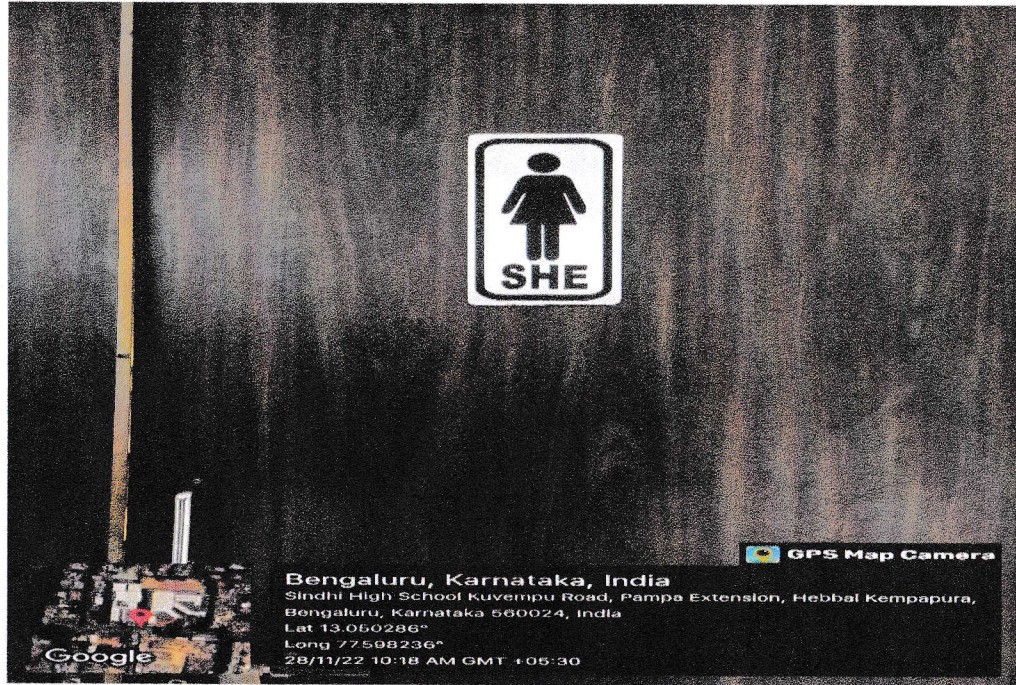 SHE
GPS Map Camera
Bengaluru, Karnataka, India
Sindhi High School Kuvempu Road, Pampa Extension, Hebbal Kempapura,
Bengaluru, Karnataka 560024, India
Lat 13.050286°
Long 77.598236°
28/11/22 10:18 AM GMT +05:30
Google